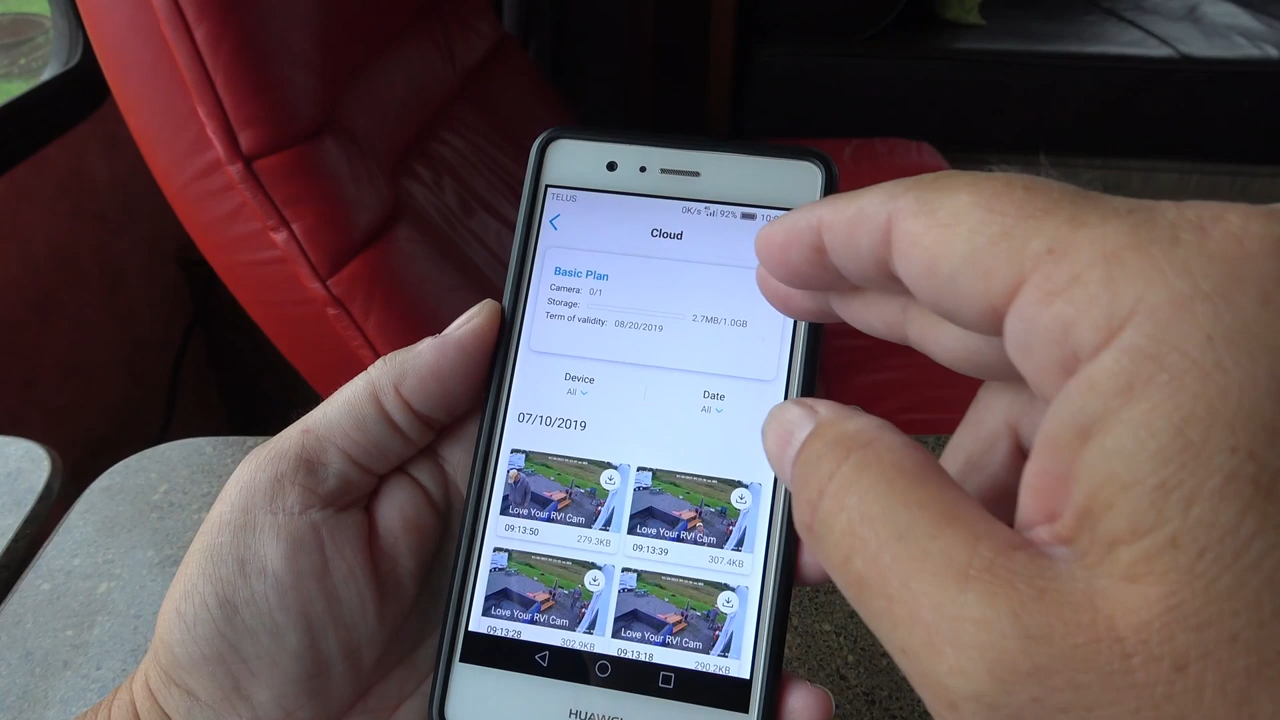 TELUS
0K/s 92%
Cloud
Basic Plan
Camera: 0/1
Storage: 2.7MB/1.0GB
Term of validity: 08/20/2019
Device Date
All All
07/10/2019
Love Your RV! Cam Love Your RV! Cam
09:13:50 279.3KB 09:13:39 307.4KB
Love Your RV! Cam Love Your RV! Cam
09:13:28 302.9KB 09:13:18 290.2KB